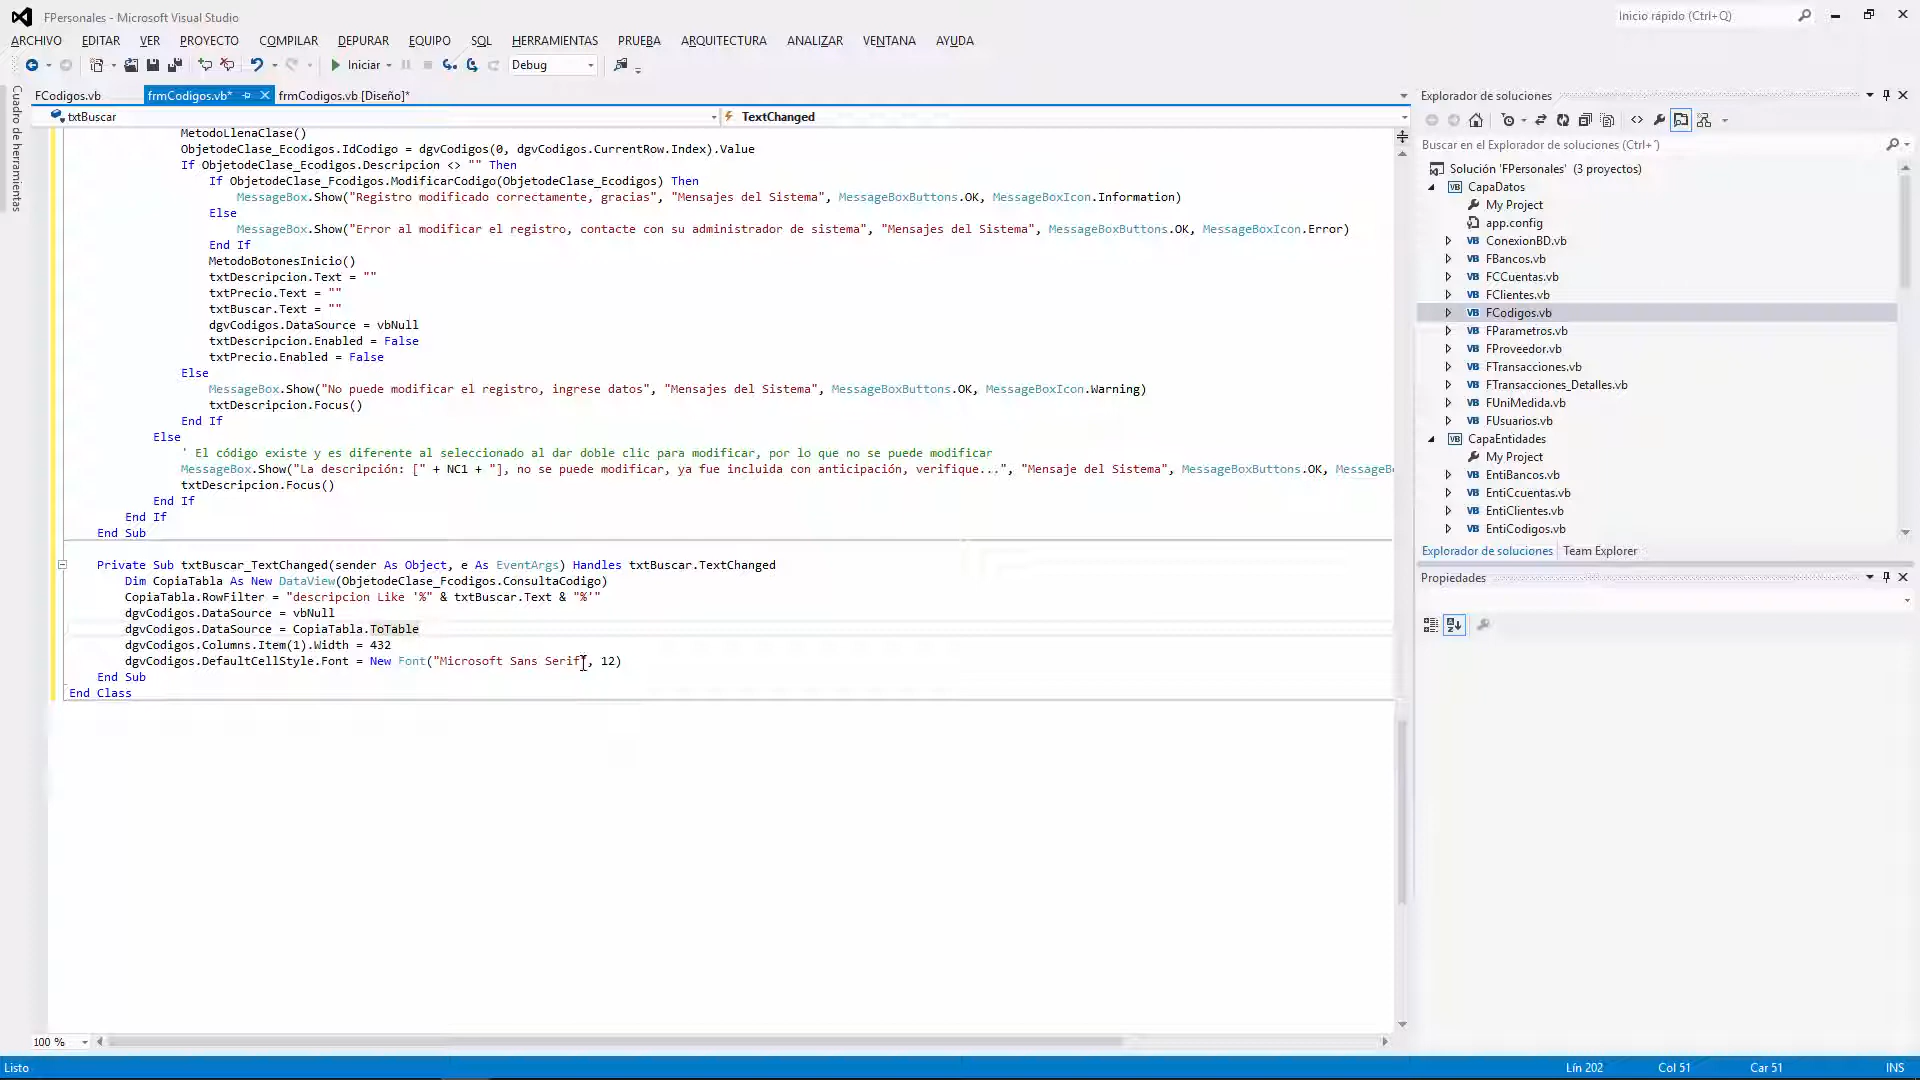 FPersonales - Microsoft Visual Studio
Inicio rápido (Ctrl+Q)
ARCHIVO EDITAR VER PROYECTO COMPILAR DEPURAR EQUIPO SQL HERRAMIENTAS PRUEBA ARQUITECTURA ANALIZAR VENTANA AYUDA
Iniciar Debug
Cuadro de herramientas
FCodigos.vb frmCodigos.vb* frmCodigos.vb [Diseño]*
txtBuscar TextChanged
MetodoLlenaClase()
ObjetodeClase_Ecodigos.IdCodigo = dgvCodigos(0, dgvCodigos.CurrentRow.Index).Value
If ObjetodeClase_Ecodigos.Descripcion <> "" Then
If ObjetodeClase_Fcodigos.ModificarCodigo(ObjetodeClase_Ecodigos) Then
MessageBox.Show("Registro modificado correctamente, gracias", "Mensajes del Sistema", MessageBoxButtons.OK, MessageBoxIcon.Information)
Else
MessageBox.Show("Error al modificar el registro, contacte con su administrador de sistema", "Mensajes del Sistema", MessageBoxButtons.OK, MessageBoxIcon.Error)
End If
MetodoBotonesInicio()
txtDescripcion.Text = ""
txtPrecio.Text = ""
txtBuscar.Text = ""
dgvCodigos.DataSource = vbNull
txtDescripcion.Enabled = False
txtPrecio.Enabled = False
Else
MessageBox.Show("No puede modificar el registro, ingrese datos", "Mensajes del Sistema", MessageBoxButtons.OK, MessageBoxIcon.Warning)
txtDescripcion.Focus()
End If
Else
' El código existe y es diferente al seleccionado al dar doble clic para modificar, por lo que no se puede modificar
MessageBox.Show("La descripción: [" + NC1 + "], no se puede modificar, ya fue incluida con anticipación, verifique...", "Mensaje del Sistema", MessageBoxButtons.OK, MessageB
txtDescripcion.Focus()
End If
End If
End Sub
Private Sub txtBuscar_TextChanged(sender As Object, e As EventArgs) Handles txtBuscar.TextChanged
Dim CopiaTabla As New DataView(ObjetodeClase_Fcodigos.ConsultaCodigo)
CopiaTabla.RowFilter = "descripcion Like '%" & txtBuscar.Text & "%'"
dgvCodigos.DataSource = vbNull
dgvCodigos.DataSource = CopiaTabla.ToTable
dgvCodigos.Columns.Item(1).Width = 432
dgvCodigos.DefaultCellStyle.Font = New Font("Microsoft Sans Serif", 12)
End Sub
End Class
100 %
Explorador de soluciones
Buscar en el Explorador de soluciones (Ctrl+¨)
Solución 'FPersonales' (3 proyectos)
CapaDatos
My Project
app.config
ConexionBD.vb
FBancos.vb
FCCuentas.vb
FClientes.vb
FCodigos.vb
FParametros.vb
FProveedor.vb
FTransacciones.vb
FTransacciones_Detalles.vb
FUniMedida.vb
FUsuarios.vb
CapaEntidades
My Project
EntiBancos.vb
EntiCcuentas.vb
EntiClientes.vb
EntiCodigos.vb
Explorador de soluciones Team Explorer
Propiedades
Listo Lín 202 Col 51 Car 51 INS